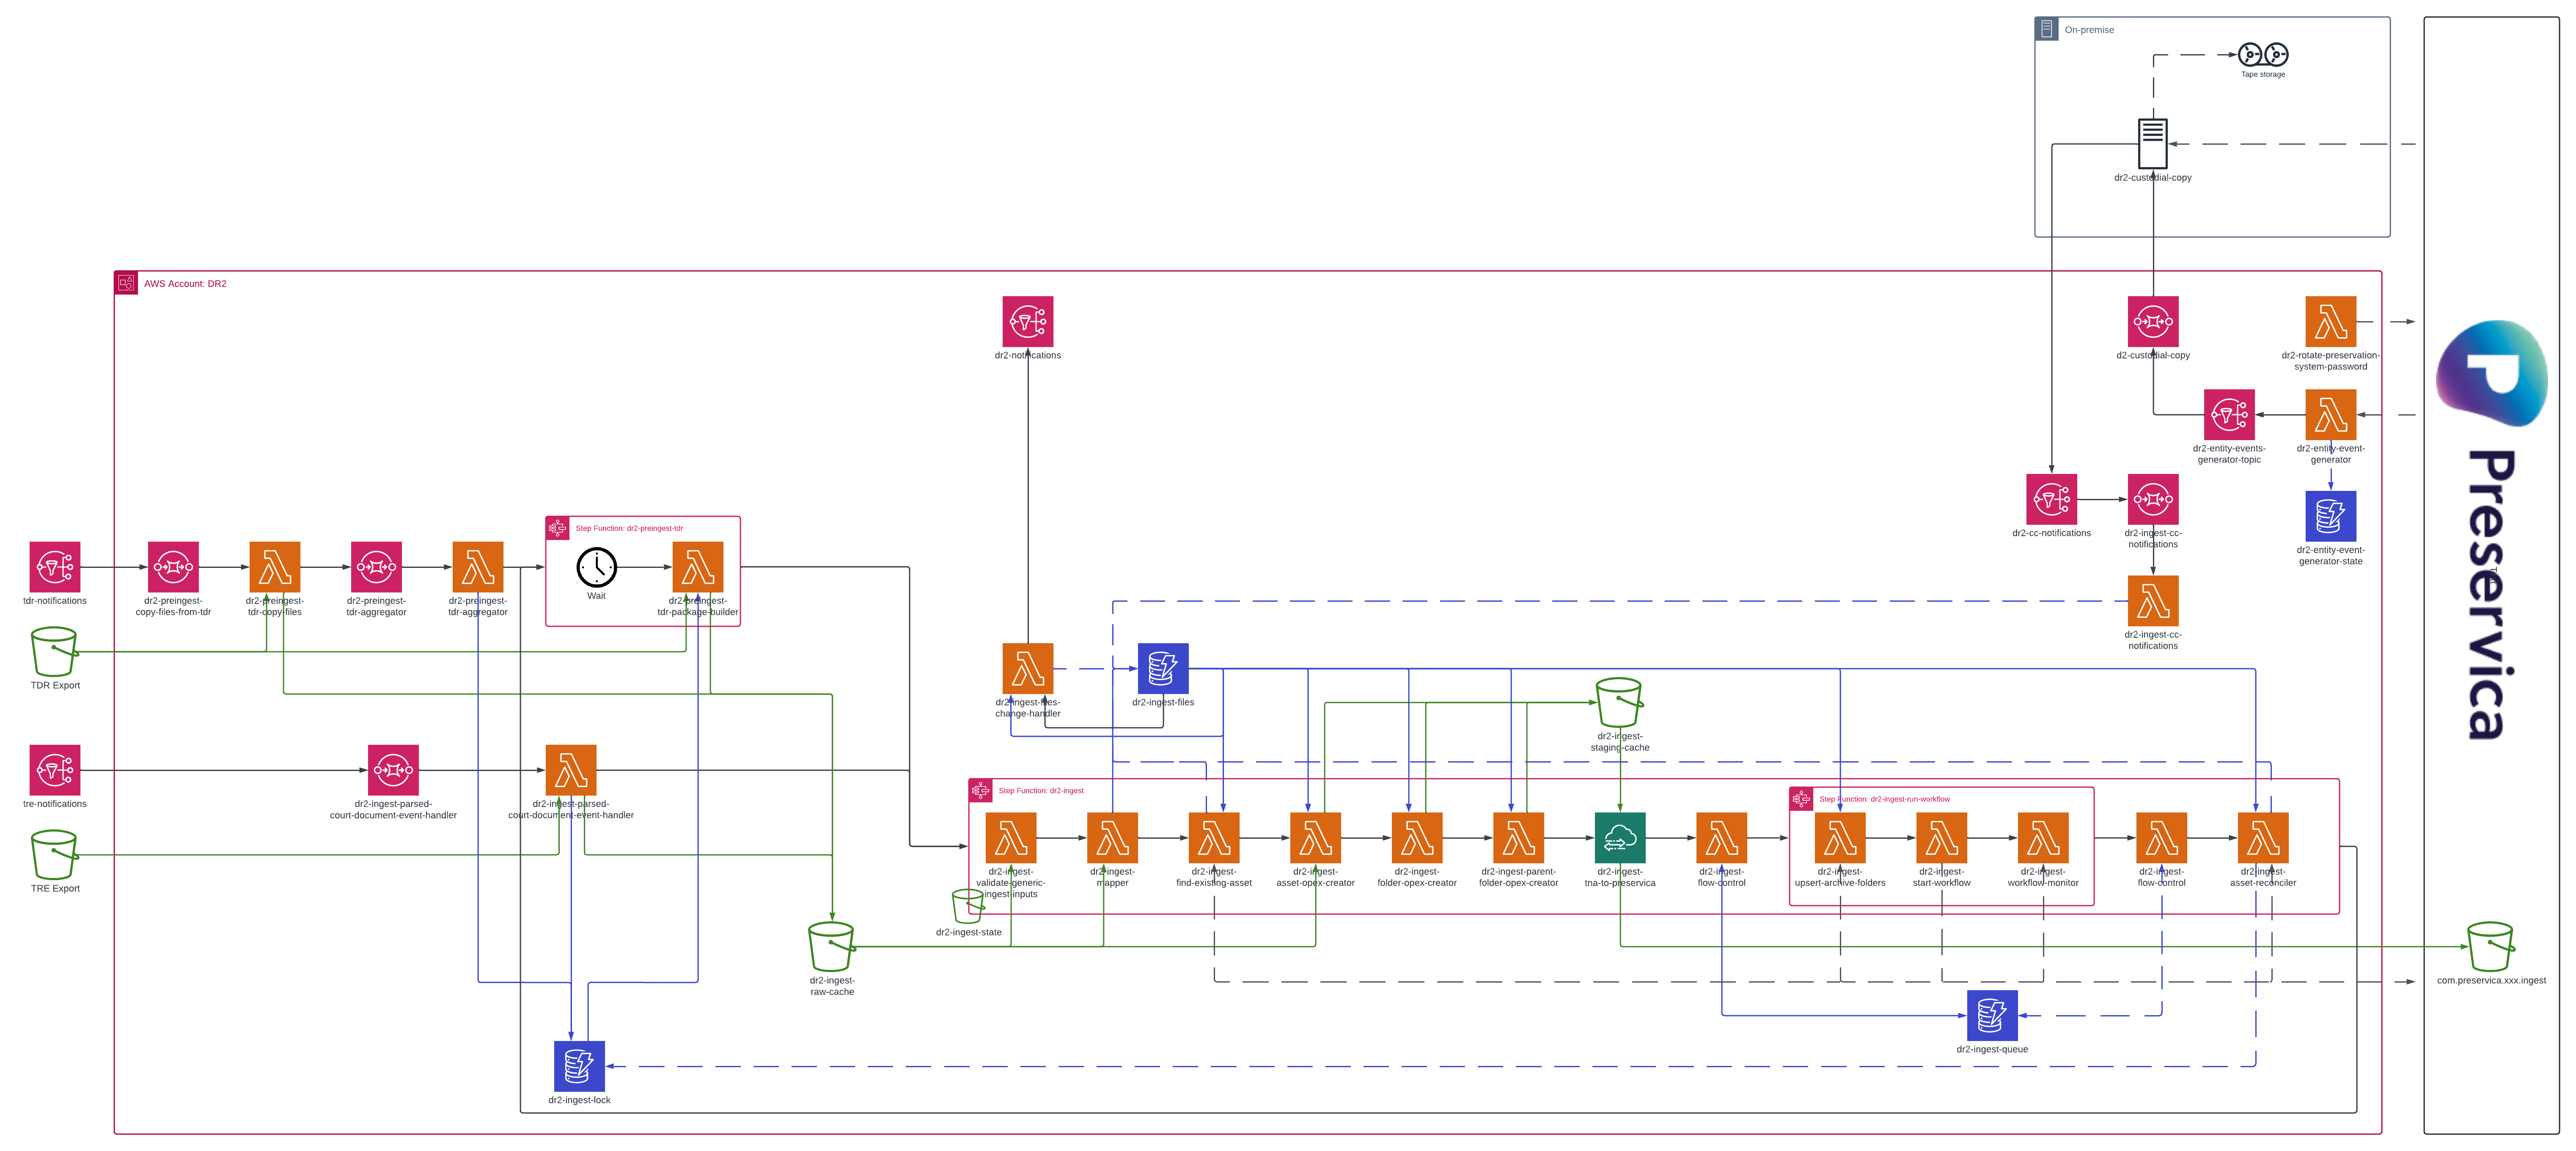 On-premise
Tape storage
dr2-custodial-copy
AWS Account: DR2
dr2-notifications
d2-custodial-copy
dr2-rotate-preservation-
system-password
dr2-entity-events-
generator-topic
dr2-entity-event-
generator
dr2-cc-notifications
dr2-ingest-cc-
notifications
dr2-entity-event-
generator-state
Preservica
Step Function: dr2-preingest-tdr
tdr-notifications
dr2-preingest-
copy-files-from-tdr
dr2-preingest-
tdr-copy-files
dr2-preingest-
tdr-aggregator
dr2-preingest-
tdr-aggregator
Wait
dr2-preingest-
tdr-package-builder
dr2-ingest-cc-
notifications
TDR Export
dr2-ingest-files-
change-handler
dr2-ingest-files
dr2-ingest-
staging-cache
tre-notifications
dr2-ingest-parsed-
court-document-event-handler
dr2-ingest-parsed-
court-document-event-handler
TRE Export
Step Function: dr2-ingest
Step Function: dr2-ingest-run-workflow
dr2-ingest-
validate-generic-
ingest-inputs
dr2-ingest-
mapper
dr2-ingest-
find-existing-asset
dr2-ingest-
asset-opex-creator
dr2-ingest-
folder-opex-creator
dr2-ingest-parent-
folder-opex-creator
dr2-ingest-
tna-to-preservica
dr2-ingest-
flow-control
dr2-ingest-
upsert-archive-folders
dr2-ingest-
start-workflow
dr2-ingest-
workflow-monitor
dr2-ingest-
flow-control
dr2-ingest-
asset-reconciler
dr2-ingest-state
dr2-ingest-
raw-cache
com.preservica.xxx.ingest
dr2-ingest-queue
dr2-ingest-lock